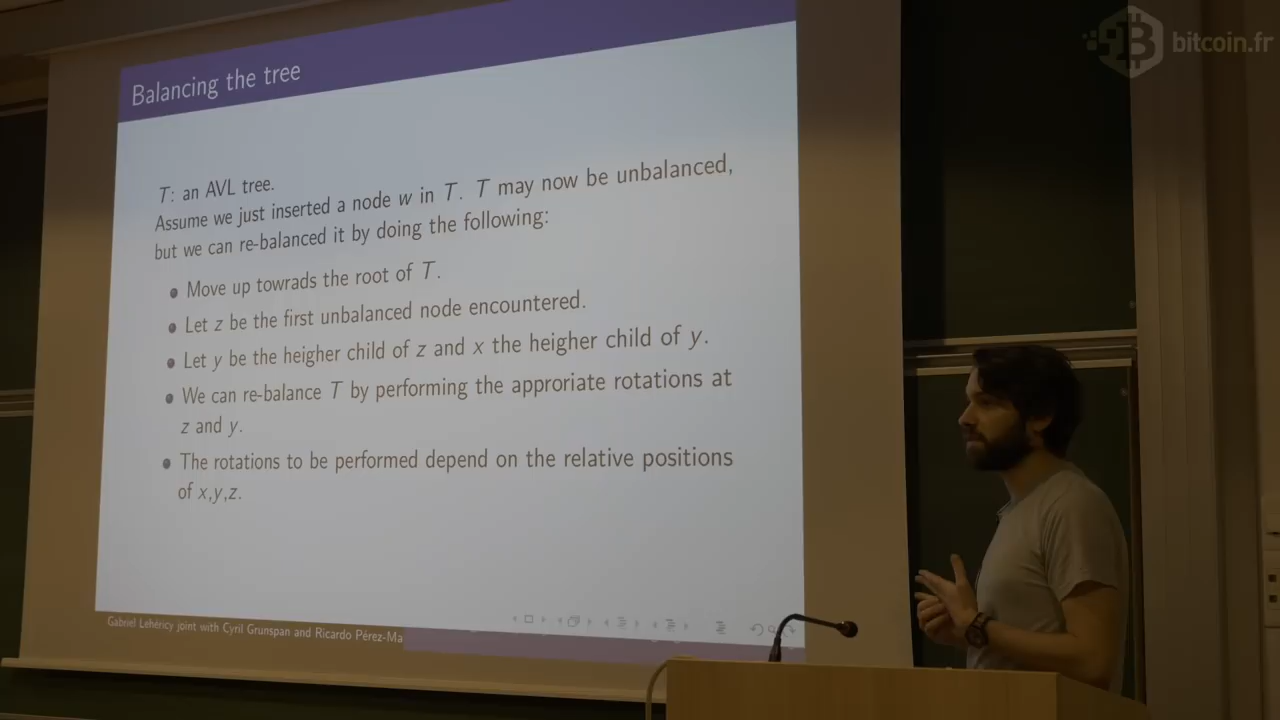 bitcoin.fr
Balancing the tree
T: an AVL tree.
Assume we just inserted a node w in T. T may now be unbalanced,
but we can re-balanced it by doing the following:
Move up towrads the root of T.
Let z be the first unbalanced node encountered.
Let y be the heigher child of z and x the heigher child of y.
We can re-balance T by performing the approriate rotations at
z and y.
The rotations to be performed depend on the relative positions
of x,y,z.
Gabriel Lehéricy joint with Cyril Grunspan and Ricardo Pérez-Ma